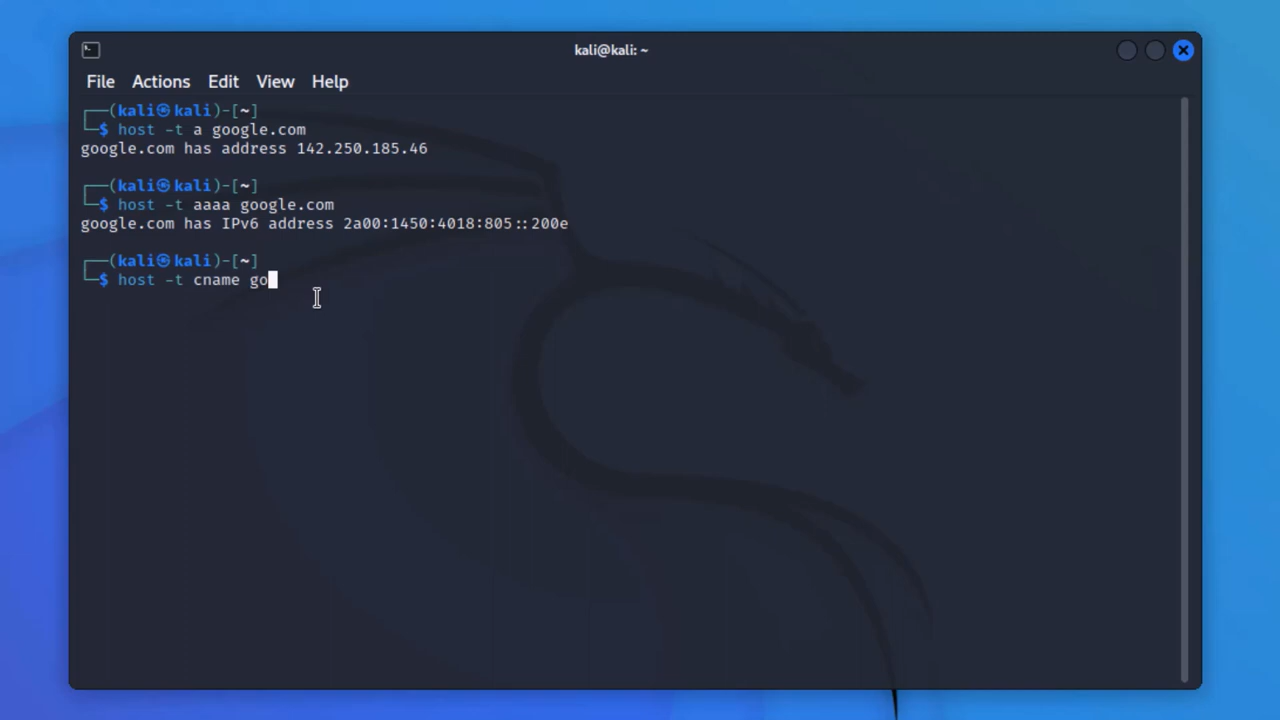 kali@kali: ~
File Actions Edit View Help
┌──(kali㉿kali)-[~]
└─$ host -t a google.com
google.com has address 142.250.185.46
┌──(kali㉿kali)-[~]
└─$ host -t aaaa google.com
google.com has IPv6 address 2a00:1450:4018:805::200e
┌──(kali㉿kali)-[~]
└─$ host -t cname go